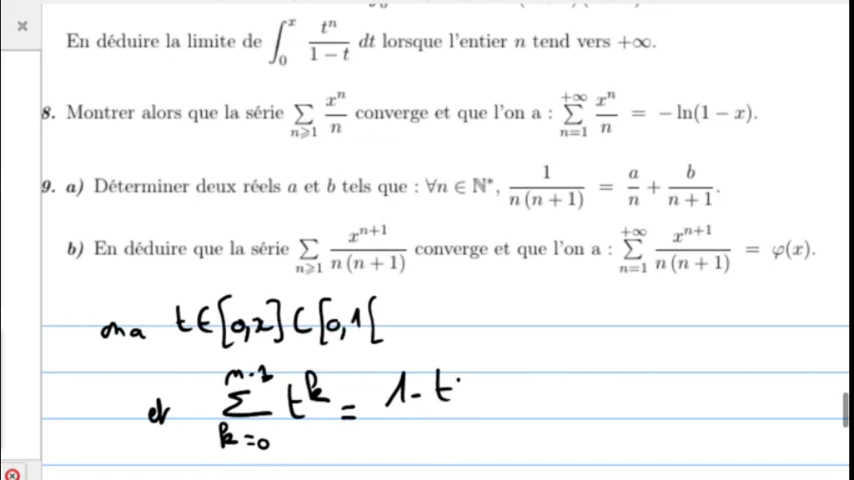 En déduire la limite de ∫₀ˣ tⁿ/(1 − t) dt lorsque l'entier n tend vers +∞.
8. Montrer alors que la série ∑_{n⩾1} xⁿ/n converge et que l'on a : ∑_{n=1}^{+∞} xⁿ/n = − ln(1 − x).
9. a) Déterminer deux réels a et b tels que : ∀n ∈ ℕ*, 1/(n (n + 1)) = a/n + b/(n + 1).
b) En déduire que la série ∑_{n⩾1} x^{n+1}/(n (n + 1)) converge et que l'on a : ∑_{n=1}^{+∞} x^{n+1}/(n (n + 1)) = φ(x).
on a t ∈ [0, x] ⊂ [0, 1[
et ∑_{k=0}^{n-1} t^k = 1 - t